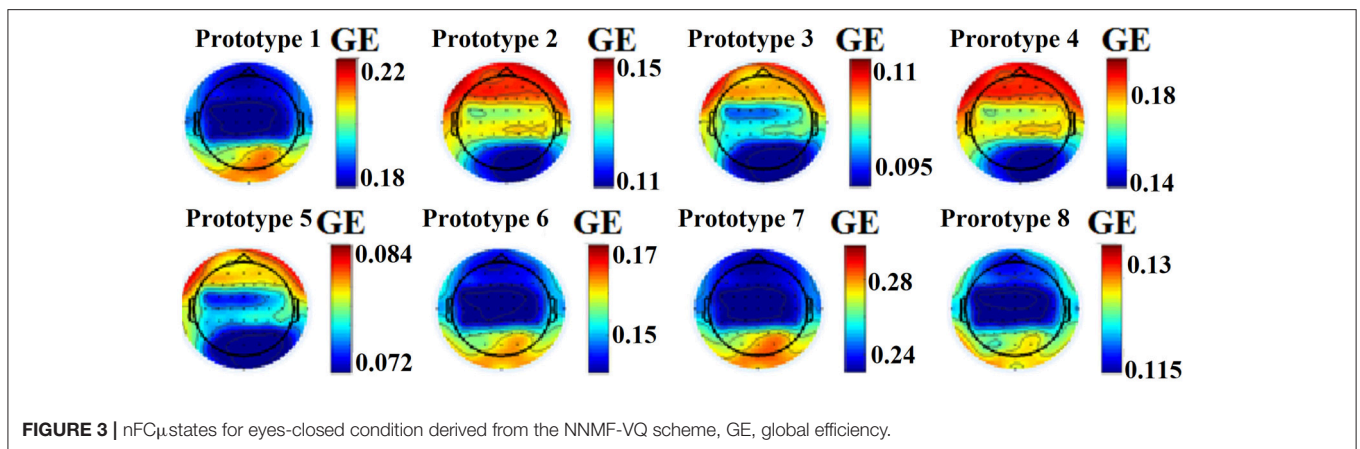 Prototype 1 GE Prototype 2 GE Prototype 3 GE Prorotype 4 GE
0.22 0.15 0.11 0.18
0.18 0.11 0.095 0.14
Prototype 5 GE Prototype 6 GE Prototype 7 GE Prorotype 8 GE
0.084 0.17 0.28 0.13
0.072 0.15 0.24 0.115
FIGURE 3 | nFCμstates for eyes-closed condition derived from the NNMF-VQ scheme, GE, global efficiency.